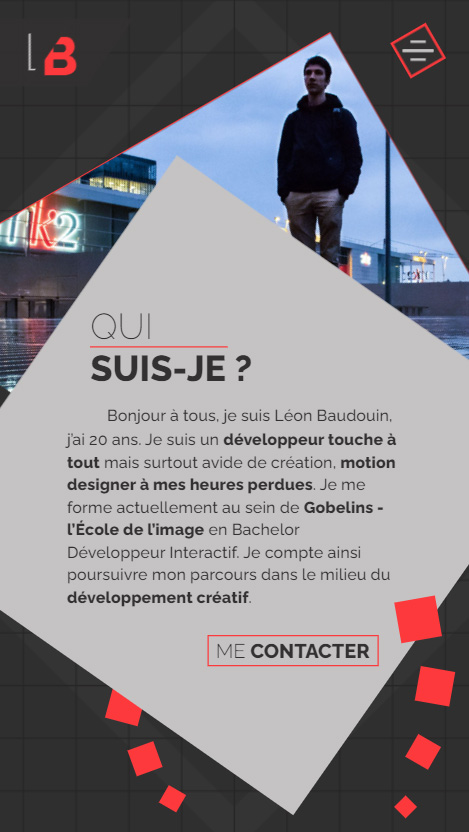 LB
nk2
QUI
SUIS-JE ?
Bonjour à tous, je suis Léon Baudouin,
j’ai 20 ans. Je suis un développeur touche à
tout mais surtout avide de création, motion
designer à mes heures perdues. Je me
forme actuellement au sein de Gobelins -
l’École de l’image en Bachelor
Développeur Interactif. Je compte ainsi
poursuivre mon parcours dans le milieu du
développement créatif.
ME CONTACTER